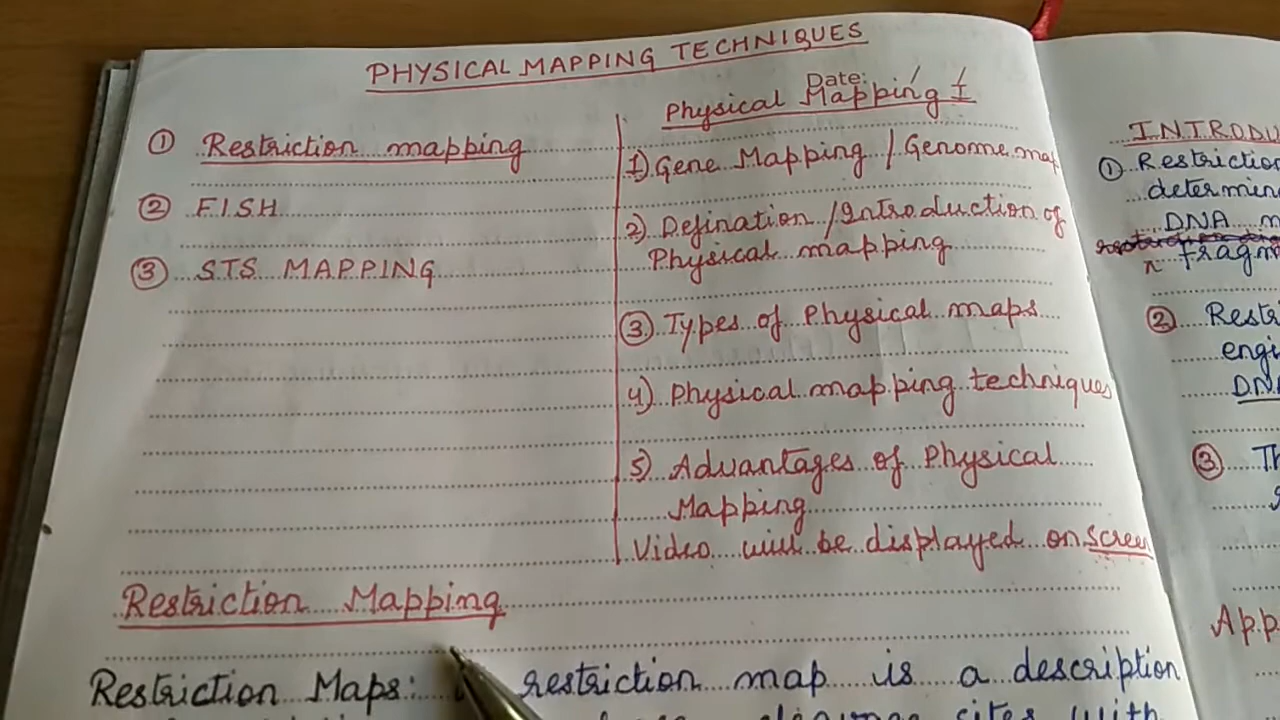 PHYSICAL MAPPING TECHNIQUES
① Restriction mapping
② FISH
③ STS MAPPING
Date: / /
Physical Mapping I
1) Gene Mapping / Genome map
2) Defination / Introduction of
Physical mapping
③ Types of Physical maps
4) Physical mapping techniques
5) Advantages of Physical
Mapping
Video will be displayed on Screen
Restriction Mapping
Restriction Maps: restriction map is a description
sites with
INTRODU
① Restriction
determin
DNA m
fragm
② Restr
engi
DNA
③ Th
App